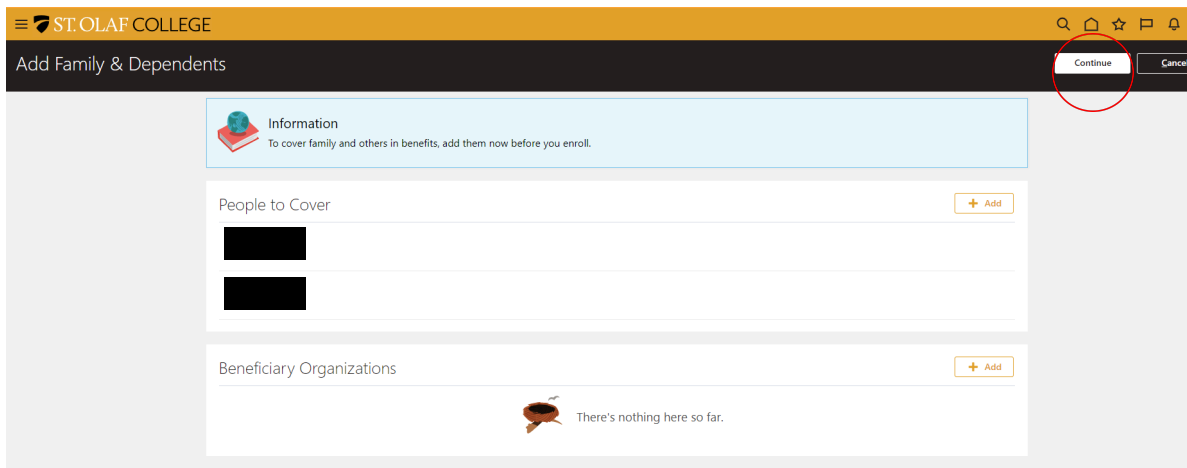 ST. OLAF COLLEGE
Add Family & Dependents
Continue
Cancel
Information
To cover family and others in benefits, add them now before you enroll.
People to Cover
+ Add
Beneficiary Organizations
+ Add
There's nothing here so far.